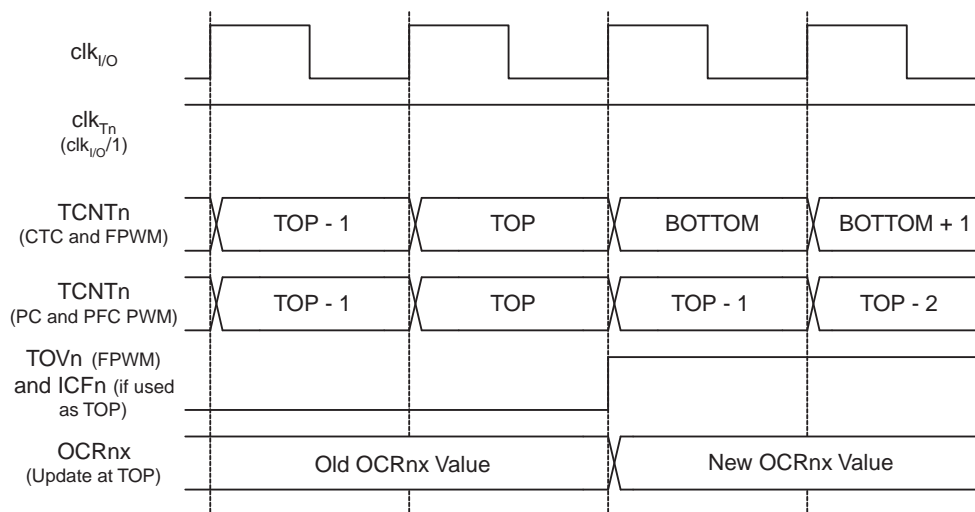 clkI/O
clkTn
(clkI/O/1)
TCNTn
(CTC and FPWM)
TOP - 1 TOP BOTTOM BOTTOM + 1
TCNTn
(PC and PFC PWM)
TOP - 1 TOP TOP - 1 TOP - 2
TOVn (FPWM)
and ICFn (if used
as TOP)
OCRnx
(Update at TOP)
Old OCRnx Value New OCRnx Value